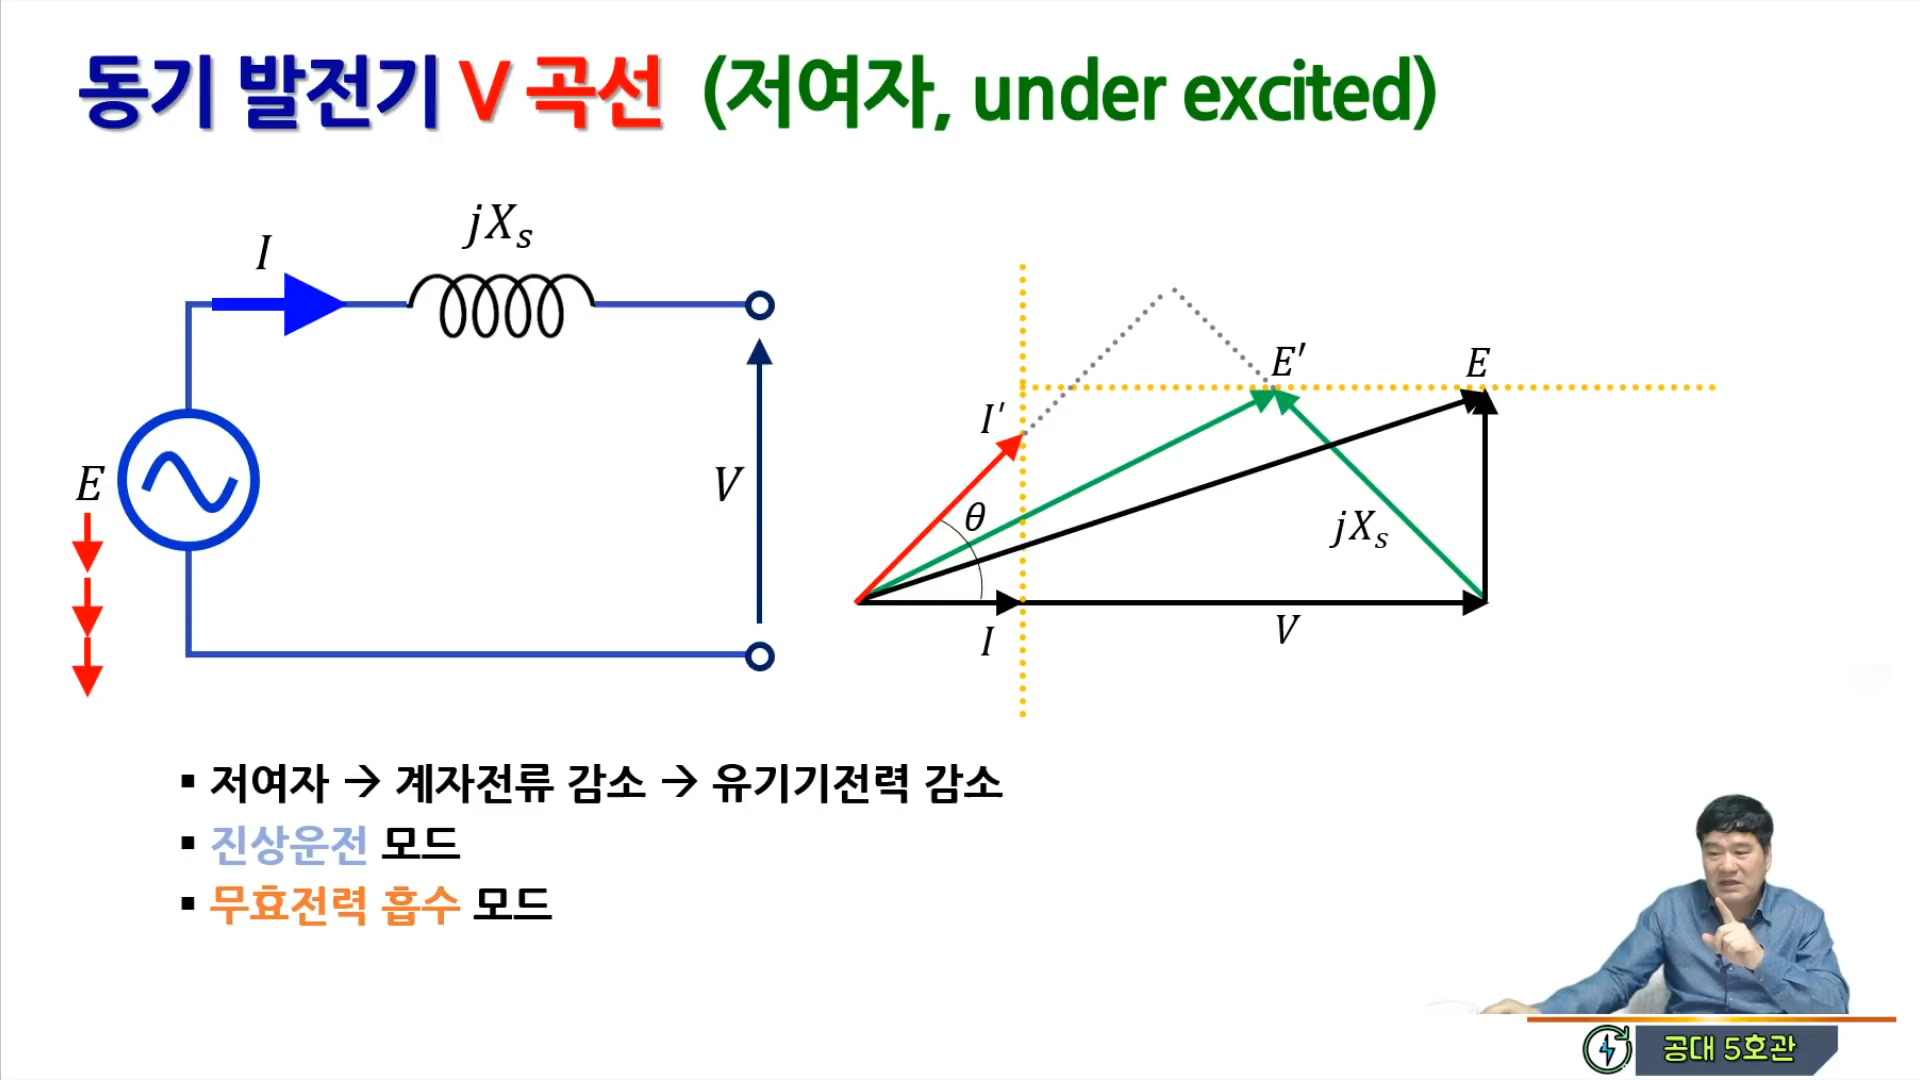 동기 발전기 V 곡선 (저여자, under excited)
jXₛ
I
E
V
E′
E
I′
θ
jXₛ
I
V
▪ 저여자 → 계자전류 감소 → 유기기전력 감소
▪ 진상운전 모드
▪ 무효전력 흡수 모드
공대 5호관